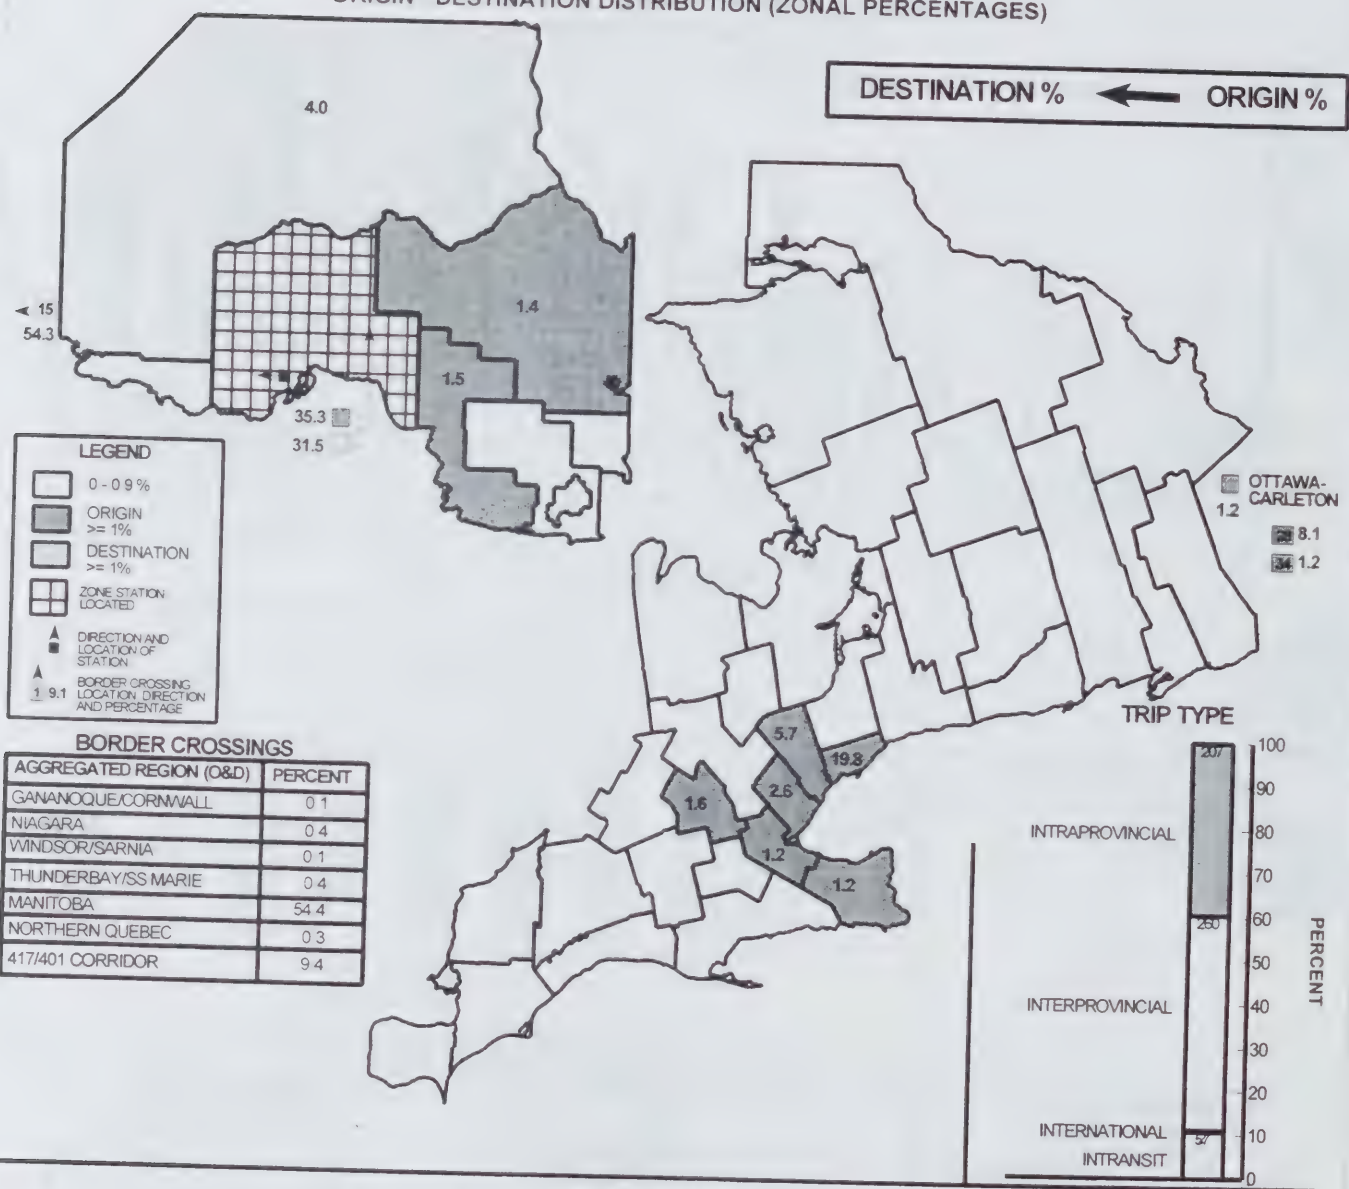 ORIGIN - DESTINATION DISTRIBUTION (ZONAL PERCENTAGES)
DESTINATION % ORIGIN %
4.0
15
54.3
1.4
1.5
35.3
31.5
LEGEND
0 - 0.9 %
ORIGIN
>= 1%
DESTINATION
>= 1%
ZONE STATION
LOCATED
DIRECTION AND
LOCATION OF
STATION
1 9.1 BORDER CROSSING
LOCATION DIRECTION
AND PERCENTAGE
OTTAWA-
CARLETON
1.2
8.1
34 1.2
BORDER CROSSINGS
AGGREGATED REGION (O&D) PERCENT
GANANOQUE/CORNWALL 0.1
NIAGARA 0.4
WINDSOR/SARNIA 0.1
THUNDERBAY/SS MARIE 0.4
MANITOBA 54.4
NORTHERN QUEBEC 0.3
417/401 CORRIDOR 9.4
5.7
19.8
2.6
1.6
1.2
1.2
TRIP TYPE
207
100
90
INTRAPROVINCIAL
80
70
60
260
50
PERCENT
INTERPROVINCIAL
40
30
20
INTERNATIONAL
10
57
INTRANSIT
0